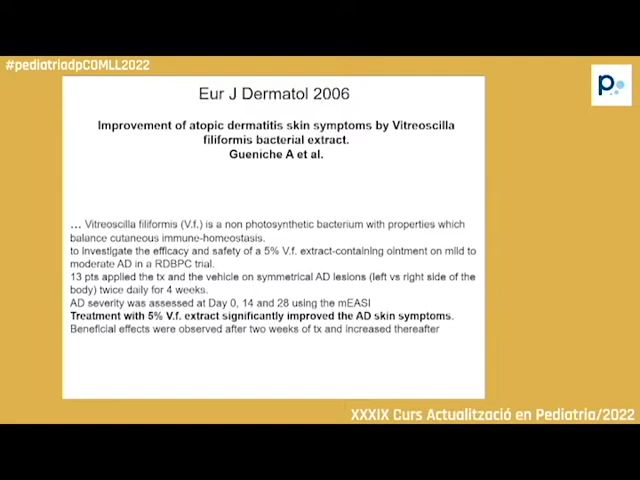 #pediatriadpCOMLL2022
p
Eur J Dermatol 2006
Improvement of atopic dermatitis skin symptoms by Vitreoscilla
filiformis bacterial extract.
Gueniche A et al.
... Vitreoscilla filiformis (V.f.) is a non photosynthetic bacterium with properties which
balance cutaneous immune-homeostasis.
to investigate the efficacy and safety of a 5% V.f. extract-containing ointment on mild to
moderate AD in a RDBPC trial.
13 pts applied the tx and the vehicle on symmetrical AD lesions (left vs right side of the
body) twice daily for 4 weeks.
AD severity was assessed at Day 0, 14 and 28 using the mEASI
Treatment with 5% V.f. extract significantly improved the AD skin symptoms.
Beneficial effects were observed after two weeks of tx and increased thereafter
XXXIX Curs Actualització en Pediatria/2022